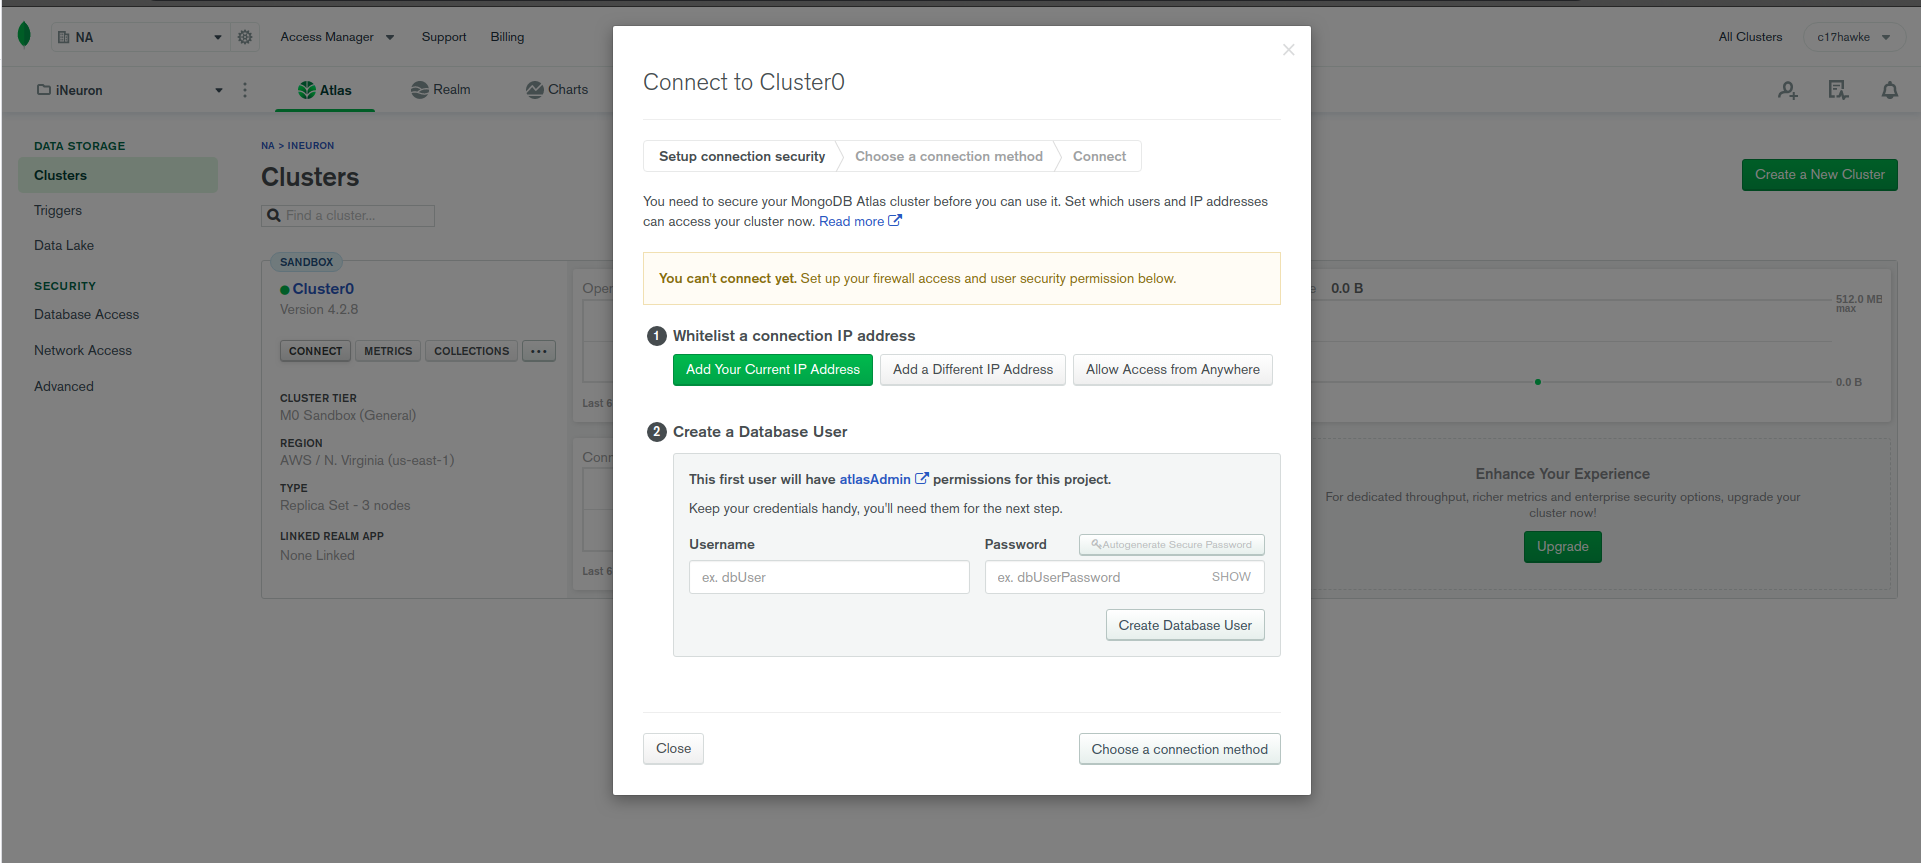 NA
Access Manager
Support
Billing
All Clusters
c17hawke
iNeuron
Atlas
Realm
Charts
DATA STORAGE
Clusters
Triggers
Data Lake
SECURITY
Database Access
Network Access
Advanced
NA > INEURON
Clusters
Find a cluster...
Create a New Cluster
SANDBOX
Cluster0
Version 4.2.8
CONNECT
METRICS
COLLECTIONS
...
CLUSTER TIER
M0 Sandbox (General)
REGION
AWS / N. Virginia (us-east-1)
TYPE
Replica Set - 3 nodes
LINKED REALM APP
None Linked
Oper
Last 6
Conn
Last 6
Connect to Cluster0
Setup connection security
Choose a connection method
Connect
You need to secure your MongoDB Atlas cluster before you can use it. Set which users and IP addresses
can access your cluster now. Read more
You can't connect yet. Set up your firewall access and user security permission below.
1 Whitelist a connection IP address
Add Your Current IP Address
Add a Different IP Address
Allow Access from Anywhere
2 Create a Database User
This first user will have atlasAdmin permissions for this project.
Keep your credentials handy, you'll need them for the next step.
Username
Password
Autogenerate Secure Password
ex. dbUser
ex. dbUserPassword
SHOW
Create Database User
Close
Choose a connection method
e 0.0 B
512.0 MB
max
0.0 B
Enhance Your Experience
For dedicated throughput, richer metrics and enterprise security options, upgrade your
cluster now!
Upgrade